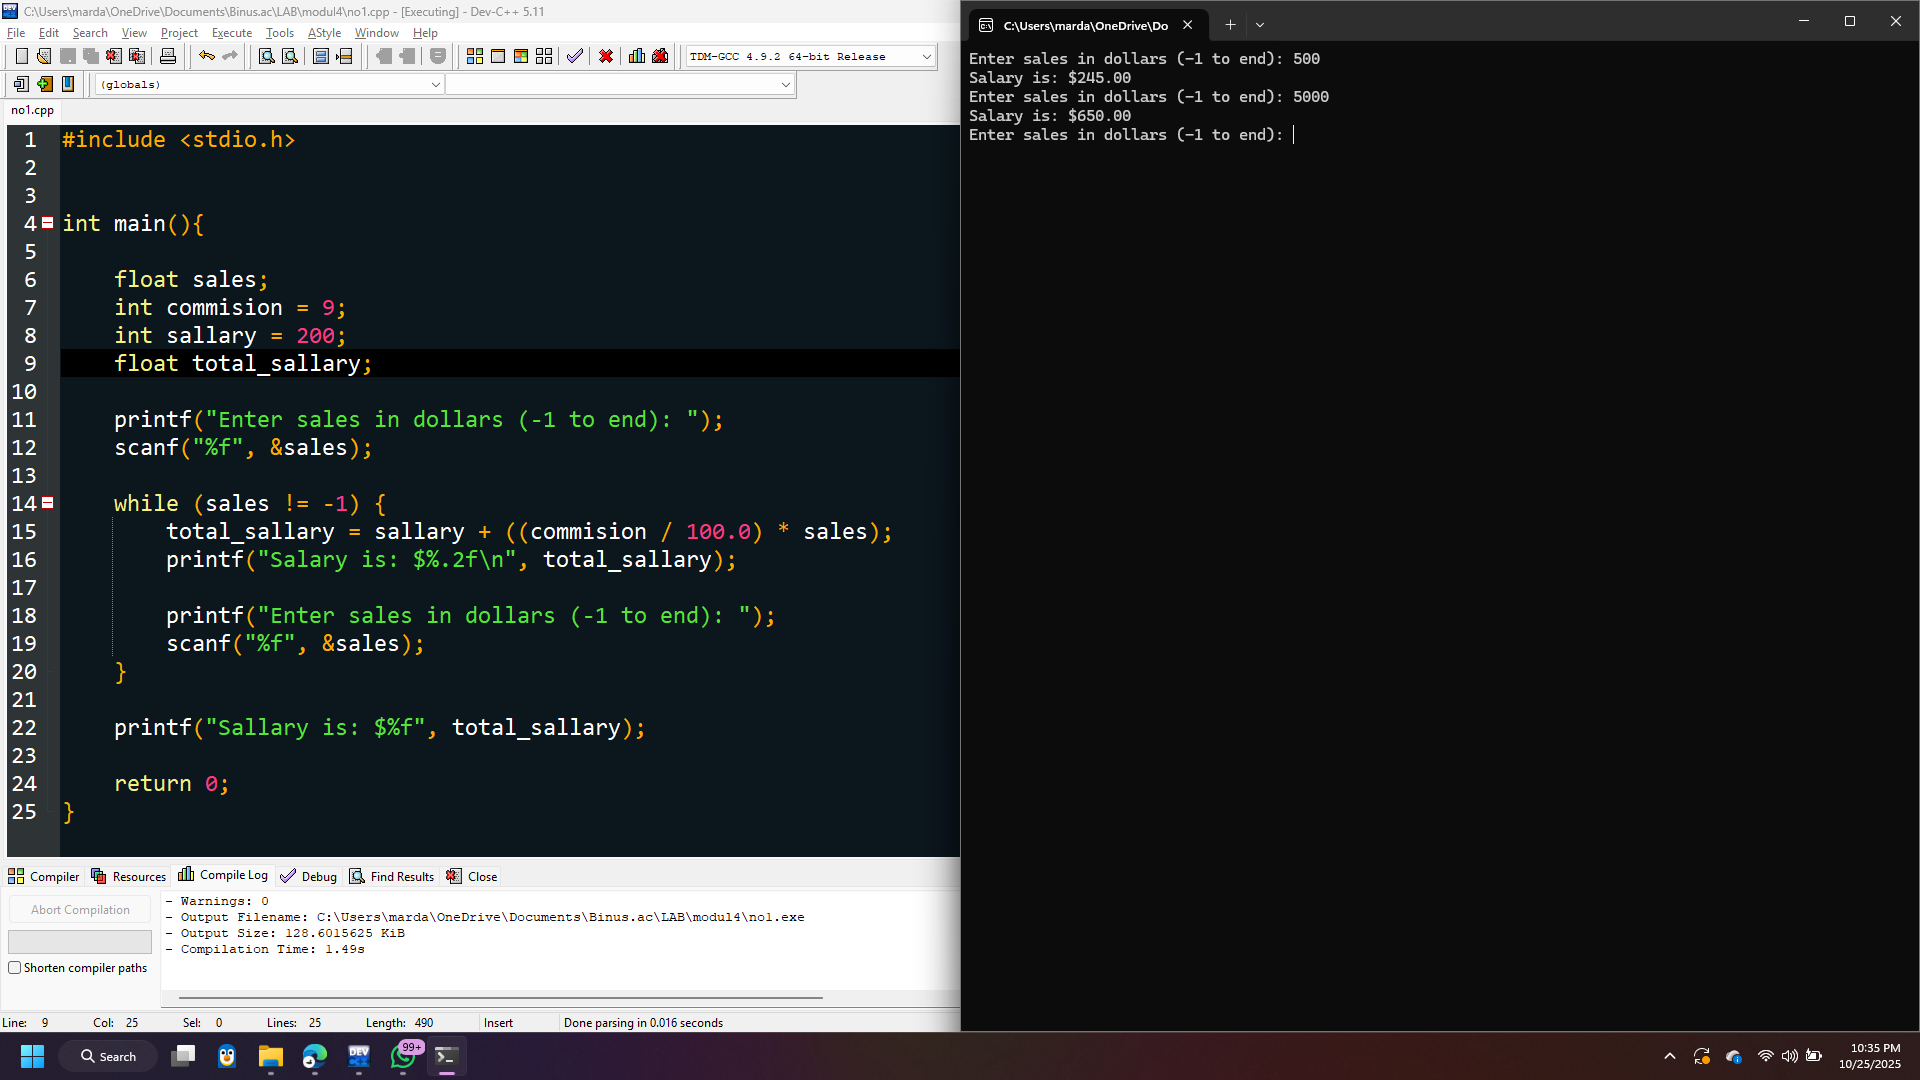 C:\Users\marda\OneDrive\Documents\Binus.ac\LAB\modul4\no1.cpp - [Executing] - Dev-C++ 5.11
File Edit Search View Project Execute Tools AStyle Window Help
TDM-GCC 4.9.2 64-bit Release
(globals)
no1.cpp
1 #include <stdio.h>
2
3
4 int main(){
5
6 float sales;
7 int commision = 9;
8 int sallary = 200;
9 float total_sallary;
10
11 printf("Enter sales in dollars (-1 to end): ");
12 scanf("%f", &sales);
13
14 while (sales != -1) {
15 total_sallary = sallary + ((commision / 100.0) * sales);
16 printf("Salary is: $%.2f\n", total_sallary);
17
18 printf("Enter sales in dollars (-1 to end): ");
19 scanf("%f", &sales);
20 }
21
22 printf("Sallary is: $%f", total_sallary);
23
24 return 0;
25 }
Compiler Resources Compile Log Debug Find Results Close
Abort Compilation
Shorten compiler paths
- Warnings: 0
- Output Filename: C:\Users\marda\OneDrive\Documents\Binus.ac\LAB\modul4\no1.exe
- Output Size: 128.6015625 KiB
- Compilation Time: 1.49s
Line: 9 Col: 25 Sel: 0 Lines: 25 Length: 490 Insert Done parsing in 0.016 seconds
C:\Users\marda\OneDrive\Do
Enter sales in dollars (-1 to end): 500
Salary is: $245.00
Enter sales in dollars (-1 to end): 5000
Salary is: $650.00
Enter sales in dollars (-1 to end):
Search
DEV
99+
10:35 PM
10/25/2025